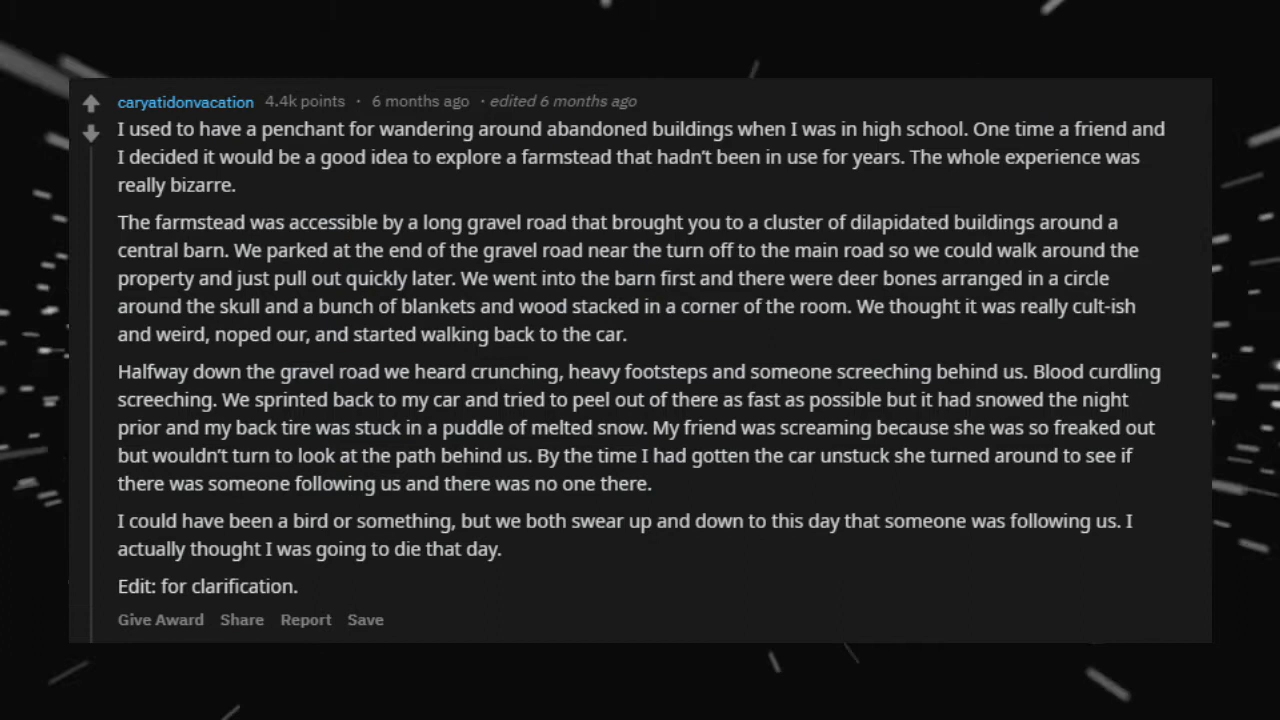 caryatidonvacation 4.4k points · 6 months ago · edited 6 months ago
I used to have a penchant for wandering around abandoned buildings when I was in high school. One time a friend and
I decided it would be a good idea to explore a farmstead that hadn't been in use for years. The whole experience was
really bizarre.
The farmstead was accessible by a long gravel road that brought you to a cluster of dilapidated buildings around a
central barn. We parked at the end of the gravel road near the turn off to the main road so we could walk around the
property and just pull out quickly later. We went into the barn first and there were deer bones arranged in a circle
around the skull and a bunch of blankets and wood stacked in a corner of the room. We thought it was really cult-ish
and weird, noped our, and started walking back to the car.
Halfway down the gravel road we heard crunching, heavy footsteps and someone screeching behind us. Blood curdling
screeching. We sprinted back to my car and tried to peel out of there as fast as possible but it had snowed the night
prior and my back tire was stuck in a puddle of melted snow. My friend was screaming because she was so freaked out
but wouldn't turn to look at the path behind us. By the time I had gotten the car unstuck she turned around to see if
there was someone following us and there was no one there.
I could have been a bird or something, but we both swear up and down to this day that someone was following us. I
actually thought I was going to die that day.
Edit: for clarification.
Give Award Share Report Save